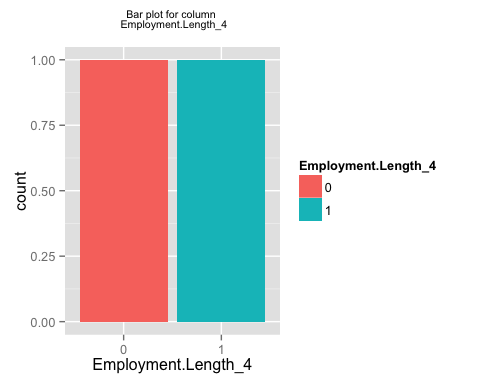 Bar plot for column
Employment.Length_4
count
1.00
0.75
0.50
0.25
0.00
0 1
Employment.Length_4
Employment.Length_4
0
1